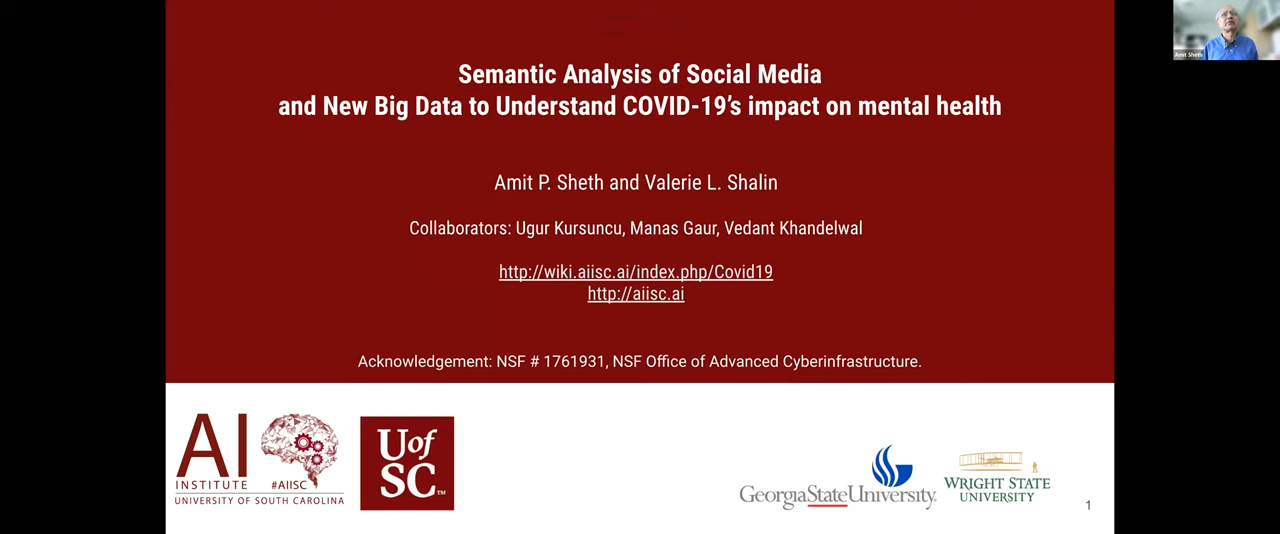 Semantic Analysis of Social Media
and New Big Data to Understand COVID-19's impact on mental health
Amit P. Sheth and Valerie L. Shalin
Collaborators: Ugur Kursuncu, Manas Gaur, Vedant Khandelwal
http://wiki.aiisc.ai/index.php/Covid19
http://aiisc.ai
Acknowledgement: NSF # 1761931, NSF Office of Advanced Cyberinfrastructure.
AI
INSTITUTE #AIISC
UNIVERSITY OF SOUTH CAROLINA
UofSC™
GeorgiaStateUniversity.
WRIGHT STATE
UNIVERSITY
1
Amit Sheth